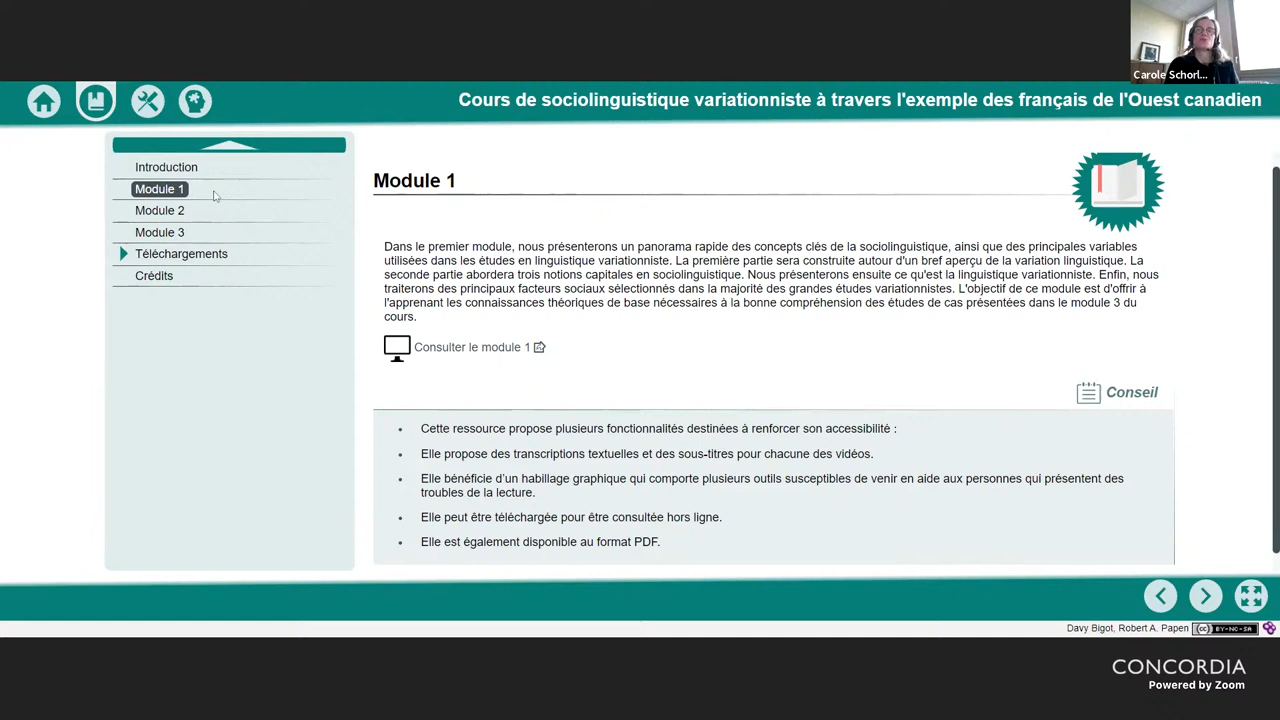 Carole Schorl...
Cours de sociolinguistique variationniste à travers l'exemple des français de l'Ouest canadien
Introduction
Module 1
Module 2
Module 3
Téléchargements
Crédits
Module 1
Dans le premier module, nous présenterons un panorama rapide des concepts clés de la sociolinguistique, ainsi que des principales variables
utilisées dans les études en linguistique variationniste. La première partie sera construite autour d'un bref aperçu de la variation linguistique. La
seconde partie abordera trois notions capitales en sociolinguistique. Nous présenterons ensuite ce qu'est la linguistique variationniste. Enfin, nous
traiterons des principaux facteurs sociaux sélectionnés dans la majorité des grandes études variationnistes. L'objectif de ce module est d'offrir à
l'apprenant les connaissances théoriques de base nécessaires à la bonne compréhension des études de cas présentées dans le module 3 du
cours.
Consulter le module 1
Conseil
• Cette ressource propose plusieurs fonctionnalités destinées à renforcer son accessibilité :
• Elle propose des transcriptions textuelles et des sous-titres pour chacune des vidéos.
• Elle bénéficie d'un habillage graphique qui comporte plusieurs outils susceptibles de venir en aide aux personnes qui présentent des
troubles de la lecture.
• Elle peut être téléchargée pour être consultée hors ligne.
• Elle est également disponible au format PDF.
Davy Bigot, Robert A. Papen
cc BY-NC-SA
CONCORDIA
Powered by Zoom